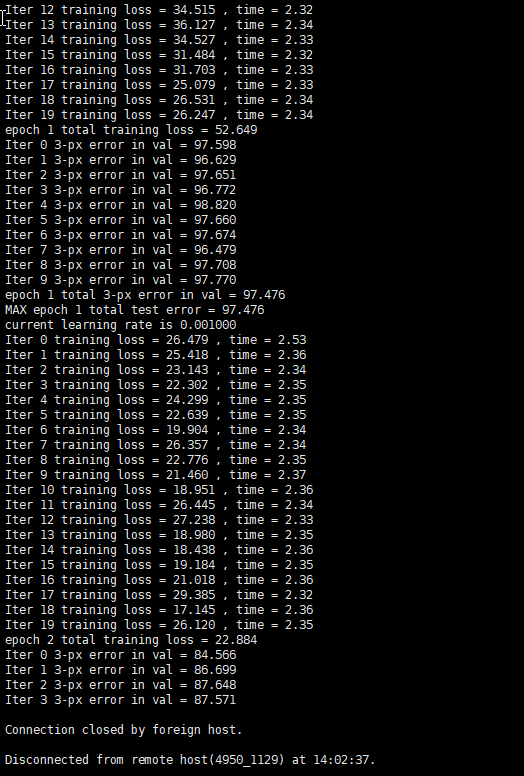 Iter 12 training loss = 34.515 , time = 2.32
Iter 13 training loss = 36.127 , time = 2.34
Iter 14 training loss = 34.527 , time = 2.33
Iter 15 training loss = 31.484 , time = 2.32
Iter 16 training loss = 31.703 , time = 2.33
Iter 17 training loss = 25.079 , time = 2.33
Iter 18 training loss = 26.531 , time = 2.34
Iter 19 training loss = 26.247 , time = 2.34
epoch 1 total training loss = 52.649
Iter 0 3-px error in val = 97.598
Iter 1 3-px error in val = 96.629
Iter 2 3-px error in val = 97.651
Iter 3 3-px error in val = 96.772
Iter 4 3-px error in val = 98.820
Iter 5 3-px error in val = 97.660
Iter 6 3-px error in val = 97.674
Iter 7 3-px error in val = 96.479
Iter 8 3-px error in val = 97.708
Iter 9 3-px error in val = 97.770
epoch 1 total 3-px error in val = 97.476
MAX epoch 1 total test error = 97.476
current learning rate is 0.001000
Iter 0 training loss = 26.479 , time = 2.53
Iter 1 training loss = 25.418 , time = 2.36
Iter 2 training loss = 23.143 , time = 2.34
Iter 3 training loss = 22.302 , time = 2.35
Iter 4 training loss = 24.299 , time = 2.35
Iter 5 training loss = 22.639 , time = 2.35
Iter 6 training loss = 19.904 , time = 2.34
Iter 7 training loss = 26.357 , time = 2.34
Iter 8 training loss = 22.776 , time = 2.35
Iter 9 training loss = 21.460 , time = 2.37
Iter 10 training loss = 18.951 , time = 2.36
Iter 11 training loss = 26.445 , time = 2.34
Iter 12 training loss = 27.238 , time = 2.33
Iter 13 training loss = 18.980 , time = 2.35
Iter 14 training loss = 18.438 , time = 2.36
Iter 15 training loss = 19.184 , time = 2.35
Iter 16 training loss = 21.018 , time = 2.36
Iter 17 training loss = 29.385 , time = 2.32
Iter 18 training loss = 17.145 , time = 2.36
Iter 19 training loss = 26.120 , time = 2.35
epoch 2 total training loss = 22.884
Iter 0 3-px error in val = 84.566
Iter 1 3-px error in val = 86.699
Iter 2 3-px error in val = 87.648
Iter 3 3-px error in val = 87.571
Connection closed by foreign host.
Disconnected from remote host(4950_1129) at 14:02:37.